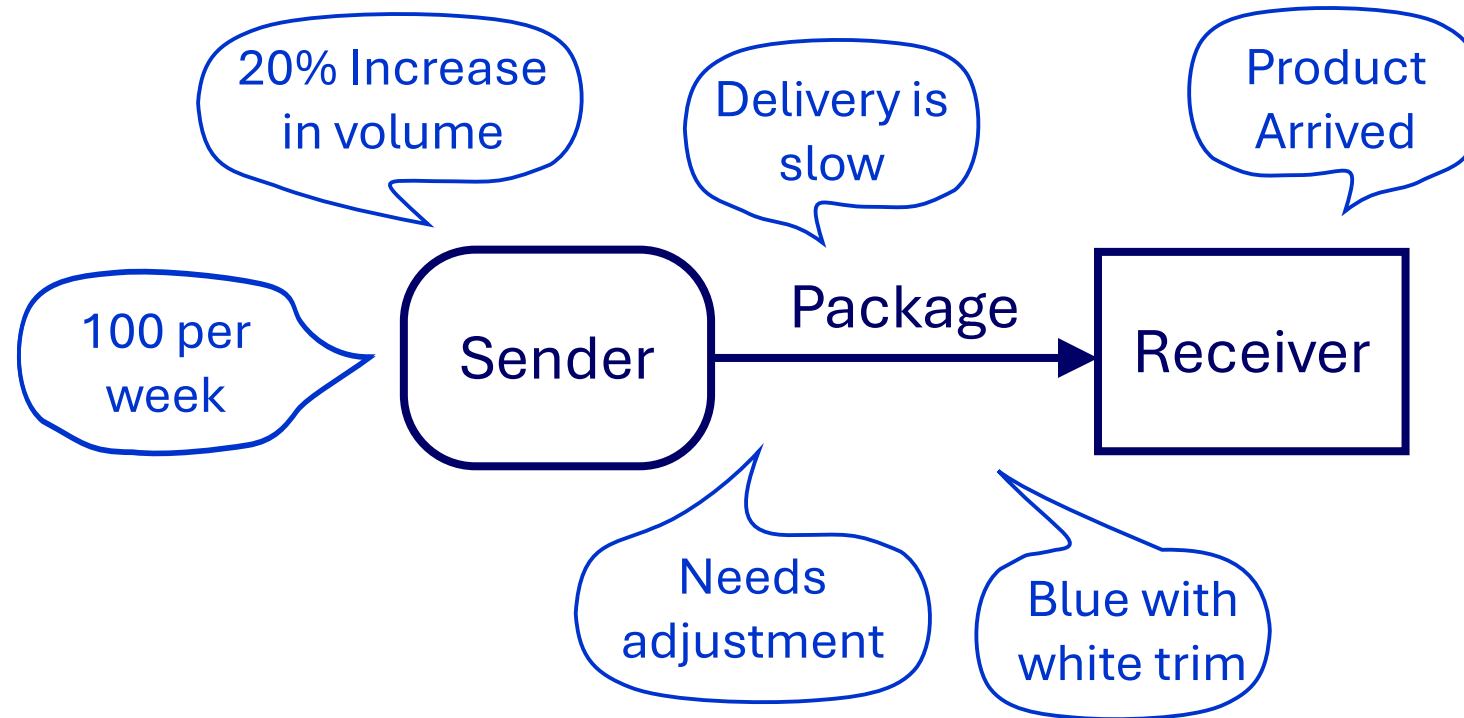 20% Increase
in volume
Delivery is
slow
Product
Arrived
100 per
week
Sender
Package
Receiver
Needs
adjustment
Blue with
white trim